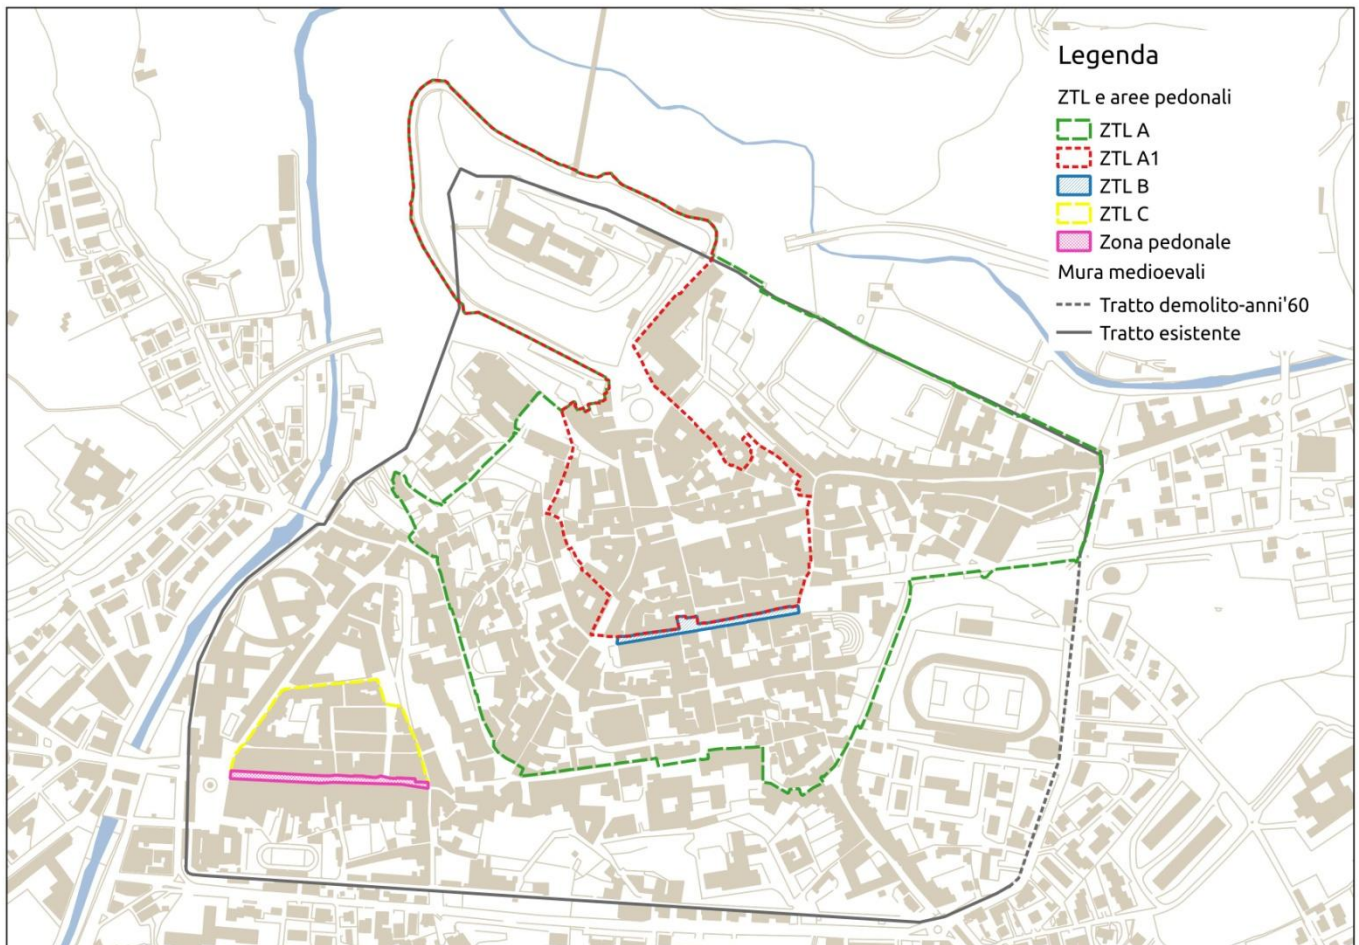 Legenda
ZTL e aree pedonali
ZTL A
ZTL A1
ZTL B
ZTL C
Zona pedonale
Mura medioevali
Tratto demolito-anni'60
Tratto esistente